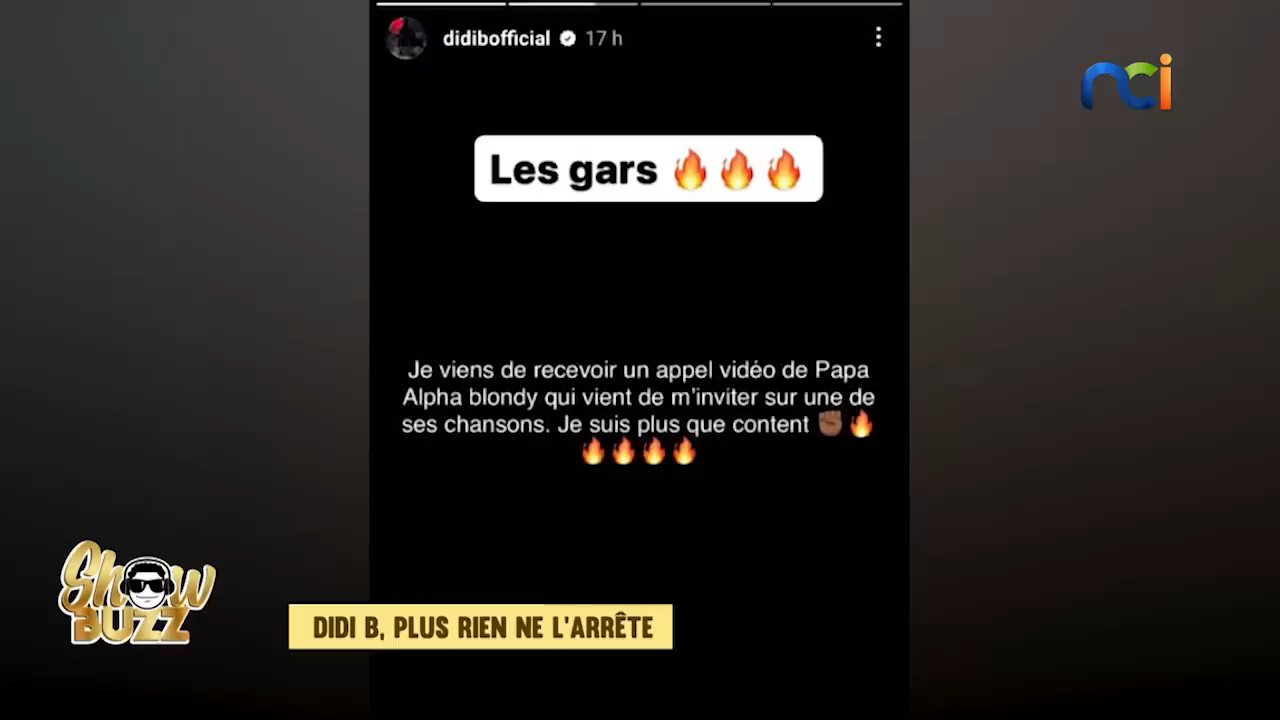 didibofficial 17 h
nci
Les gars 🔥🔥🔥
Je viens de recevoir un appel vidéo de Papa
Alpha blondy qui vient de m'inviter sur une de
ses chansons. Je suis plus que content ✊🏾🔥
🔥🔥🔥🔥
Show
BUZZ
DIDI B, PLUS RIEN NE L'ARRÊTE